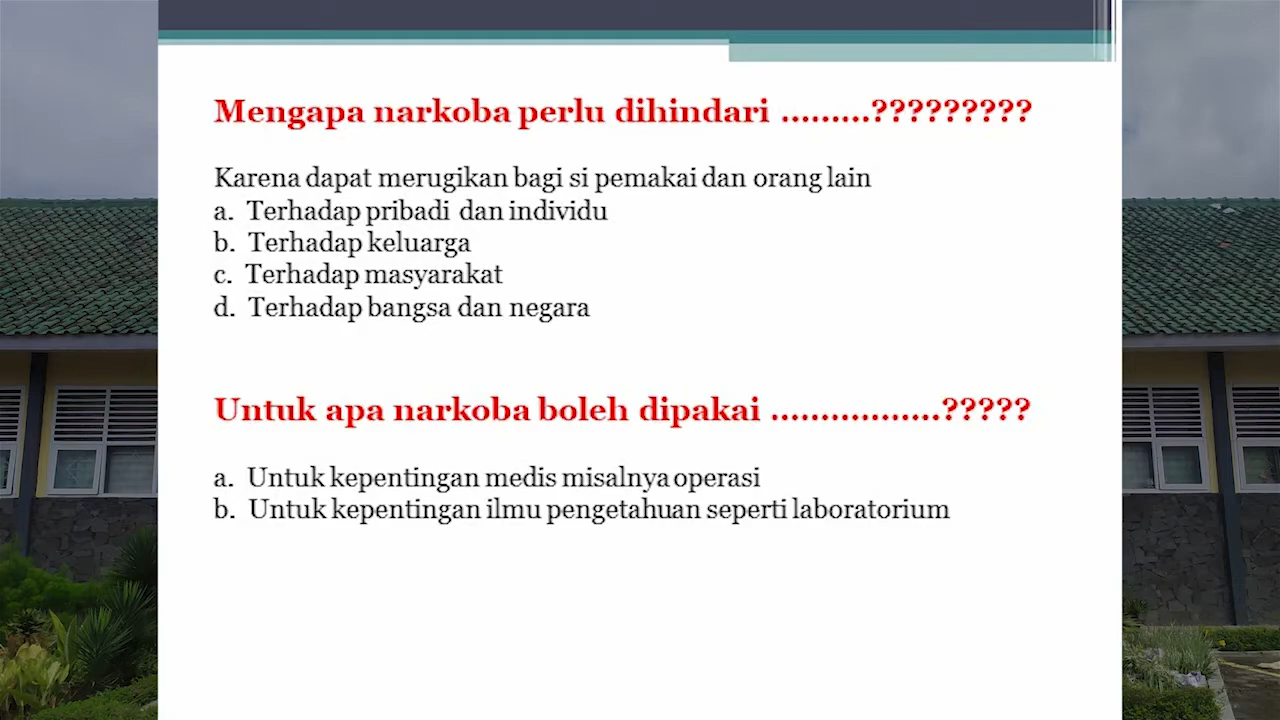 Mengapa narkoba perlu dihindari .........?????????
Karena dapat merugikan bagi si pemakai dan orang lain
a. Terhadap pribadi dan individu
b. Terhadap keluarga
c. Terhadap masyarakat
d. Terhadap bangsa dan negara
Untuk apa narkoba boleh dipakai .................?????
a. Untuk kepentingan medis misalnya operasi
b. Untuk kepentingan ilmu pengetahuan seperti laboratorium